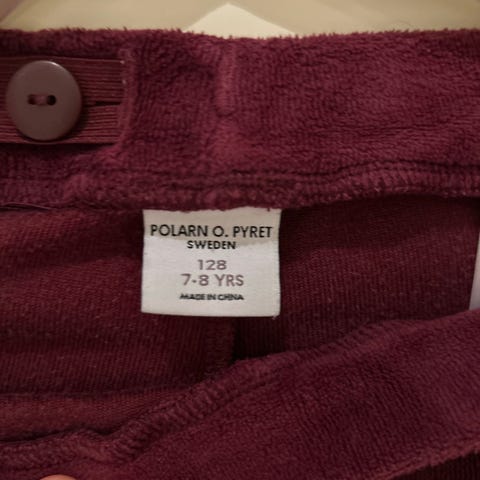 POLARN O. PYRET
SWEDEN
128
7-8 YRS
MADE IN CHINA